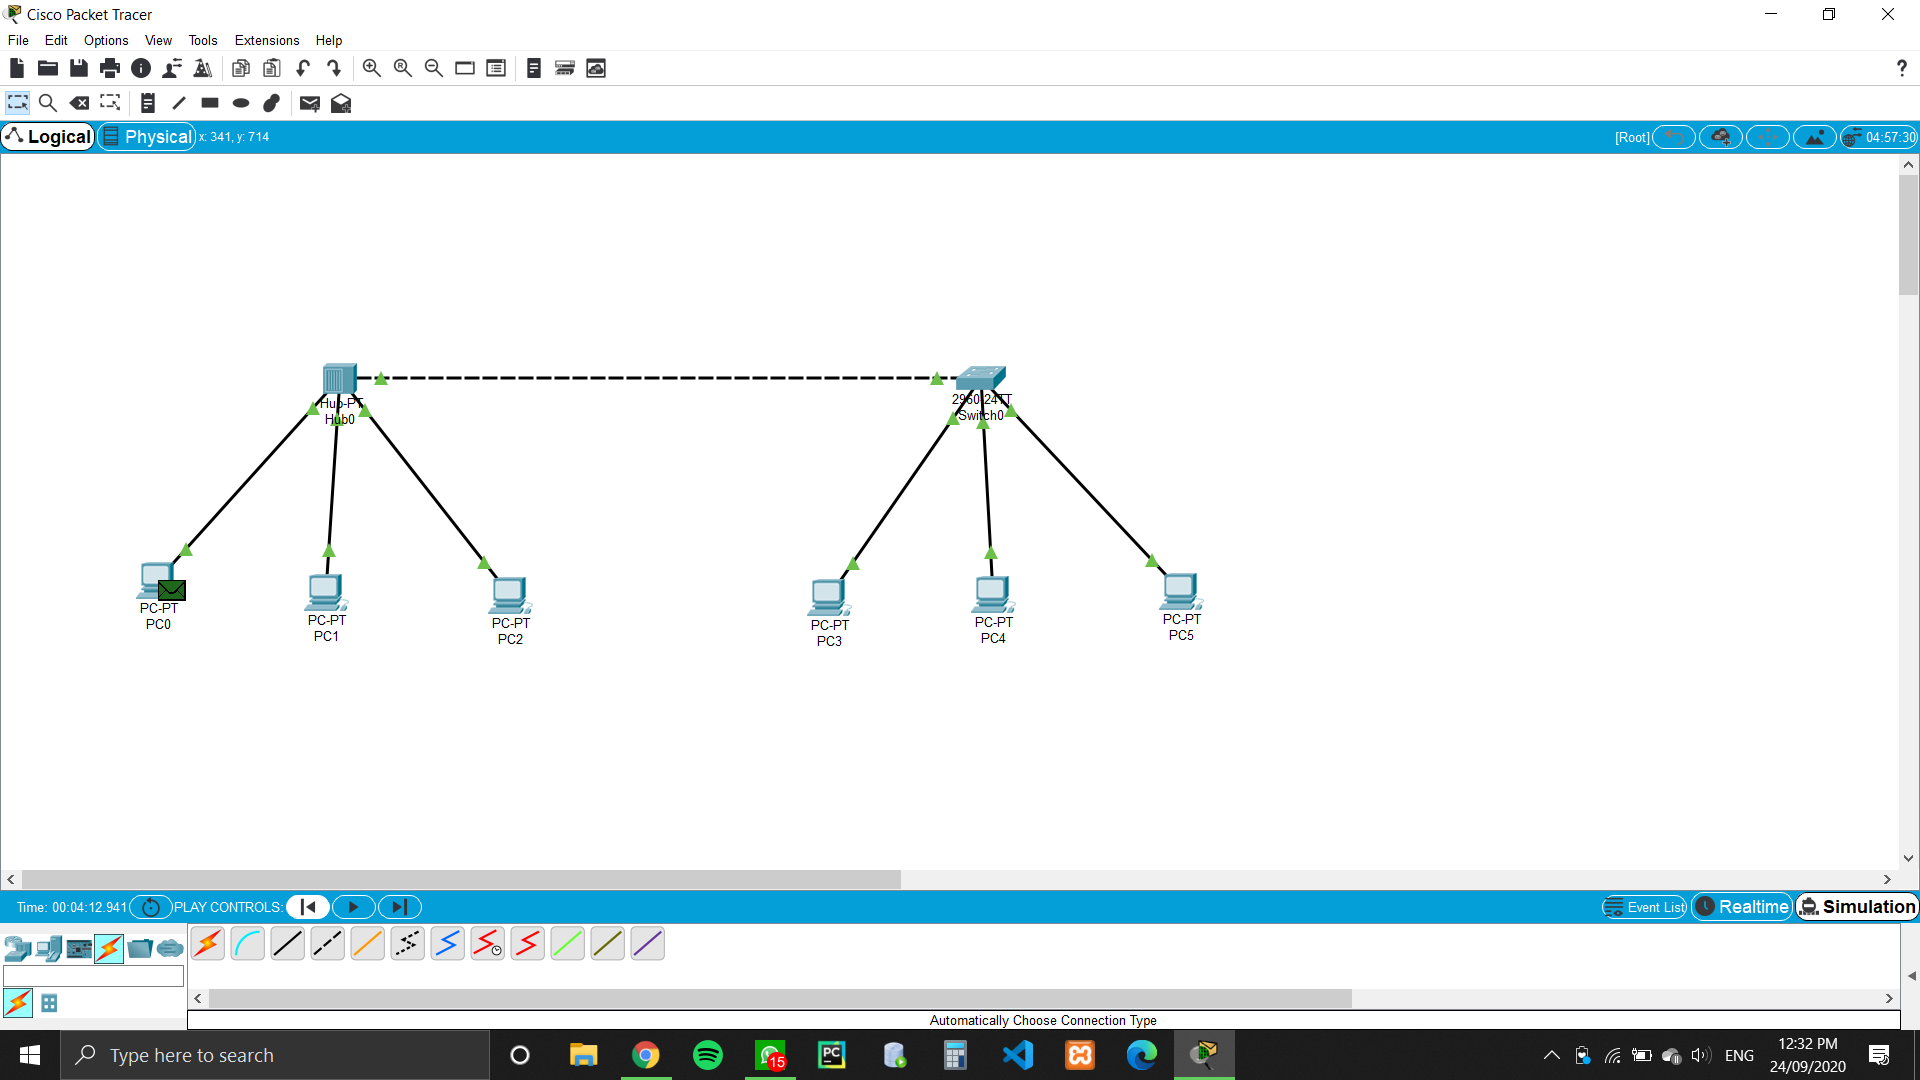 Cisco Packet Tracer
File Edit Options View Tools Extensions Help
?
Logical Physical x: 341, y: 714 [Root] 04:57:30
Hub-PT
Hub0
2960-24TT
Switch0
PC-PT
PC0
PC-PT
PC1
PC-PT
PC2
PC-PT
PC3
PC-PT
PC4
PC-PT
PC5
Time: 00:04:12.941 PLAY CONTROLS: Event List Realtime Simulation
Automatically Choose Connection Type
Type here to search
15
PC
ENG
12:32 PM
24/09/2020